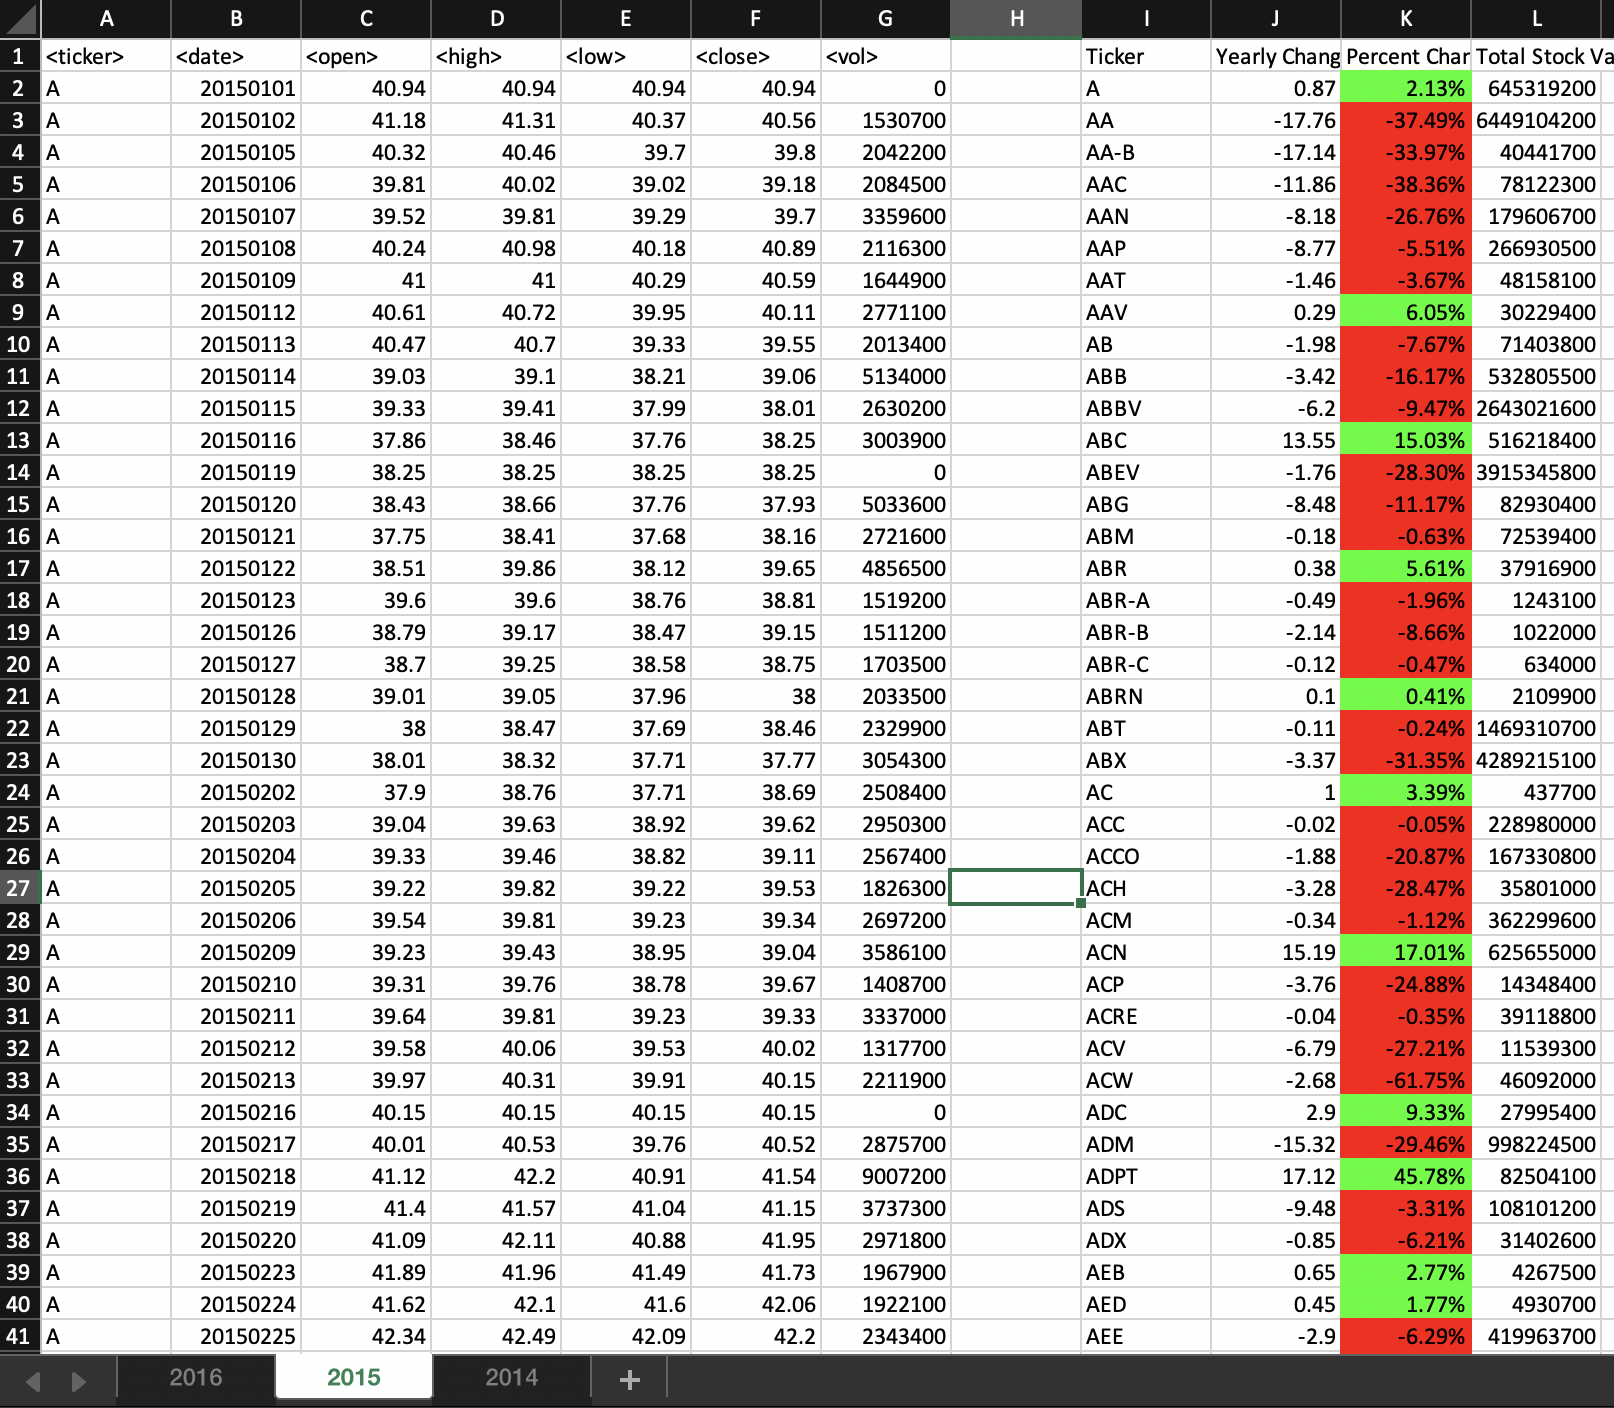 A B C D E F G H I J K L
1 <ticker> <date> <open> <high> <low> <close> <vol> Ticker Yearly Chang Percent Char Total Stock Va
2 A 20150101 40.94 40.94 40.94 40.94 0 A 0.87 2.13% 645319200
3 A 20150102 41.18 41.31 40.37 40.56 1530700 AA -17.76 -37.49% 6449104200
4 A 20150105 40.32 40.46 39.7 39.8 2042200 AA-B -17.14 -33.97% 40441700
5 A 20150106 39.81 40.02 39.02 39.18 2084500 AAC -11.86 -38.36% 78122300
6 A 20150107 39.52 39.81 39.29 39.7 3359600 AAN -8.18 -26.76% 179606700
7 A 20150108 40.24 40.98 40.18 40.89 2116300 AAP -8.77 -5.51% 266930500
8 A 20150109 41 41 40.29 40.59 1644900 AAT -1.46 -3.67% 48158100
9 A 20150112 40.61 40.72 39.95 40.11 2771100 AAV 0.29 6.05% 30229400
10 A 20150113 40.47 40.7 39.33 39.55 2013400 AB -1.98 -7.67% 71403800
11 A 20150114 39.03 39.1 38.21 39.06 5134000 ABB -3.42 -16.17% 532805500
12 A 20150115 39.33 39.41 37.99 38.01 2630200 ABBV -6.2 -9.47% 2643021600
13 A 20150116 37.86 38.46 37.76 38.25 3003900 ABC 13.55 15.03% 516218400
14 A 20150119 38.25 38.25 38.25 38.25 0 ABEV -1.76 -28.30% 3915345800
15 A 20150120 38.43 38.66 37.76 37.93 5033600 ABG -8.48 -11.17% 82930400
16 A 20150121 37.75 38.41 37.68 38.16 2721600 ABM -0.18 -0.63% 72539400
17 A 20150122 38.51 39.86 38.12 39.65 4856500 ABR 0.38 5.61% 37916900
18 A 20150123 39.6 39.6 38.76 38.81 1519200 ABR-A -0.49 -1.96% 1243100
19 A 20150126 38.79 39.17 38.47 39.15 1511200 ABR-B -2.14 -8.66% 1022000
20 A 20150127 38.7 39.25 38.58 38.75 1703500 ABR-C -0.12 -0.47% 634000
21 A 20150128 39.01 39.05 37.96 38 2033500 ABRN 0.1 0.41% 2109900
22 A 20150129 38 38.47 37.69 38.46 2329900 ABT -0.11 -0.24% 1469310700
23 A 20150130 38.01 38.32 37.71 37.77 3054300 ABX -3.37 -31.35% 4289215100
24 A 20150202 37.9 38.76 37.71 38.69 2508400 AC 1 3.39% 437700
25 A 20150203 39.04 39.63 38.92 39.62 2950300 ACC -0.02 -0.05% 228980000
26 A 20150204 39.33 39.46 38.82 39.11 2567400 ACCO -1.88 -20.87% 167330800
27 A 20150205 39.22 39.82 39.22 39.53 1826300 ACH -3.28 -28.47% 35801000
28 A 20150206 39.54 39.81 39.23 39.34 2697200 ACM -0.34 -1.12% 362299600
29 A 20150209 39.23 39.43 38.95 39.04 3586100 ACN 15.19 17.01% 625655000
30 A 20150210 39.31 39.76 38.78 39.67 1408700 ACP -3.76 -24.88% 14348400
31 A 20150211 39.64 39.81 39.23 39.33 3337000 ACRE -0.04 -0.35% 39118800
32 A 20150212 39.58 40.06 39.53 40.02 1317700 ACV -6.79 -27.21% 11539300
33 A 20150213 39.97 40.31 39.91 40.15 2211900 ACW -2.68 -61.75% 46092000
34 A 20150216 40.15 40.15 40.15 40.15 0 ADC 2.9 9.33% 27995400
35 A 20150217 40.01 40.53 39.76 40.52 2875700 ADM -15.32 -29.46% 998224500
36 A 20150218 41.12 42.2 40.91 41.54 9007200 ADPT 17.12 45.78% 82504100
37 A 20150219 41.4 41.57 41.04 41.15 3737300 ADS -9.48 -3.31% 108101200
38 A 20150220 41.09 42.11 40.88 41.95 2971800 ADX -0.85 -6.21% 31402600
39 A 20150223 41.89 41.96 41.49 41.73 1967900 AEB 0.65 2.77% 4267500
40 A 20150224 41.62 42.1 41.6 42.06 1922100 AED 0.45 1.77% 4930700
41 A 20150225 42.34 42.49 42.09 42.2 2343400 AEE -2.9 -6.29% 419963700
2016 2015 2014 +